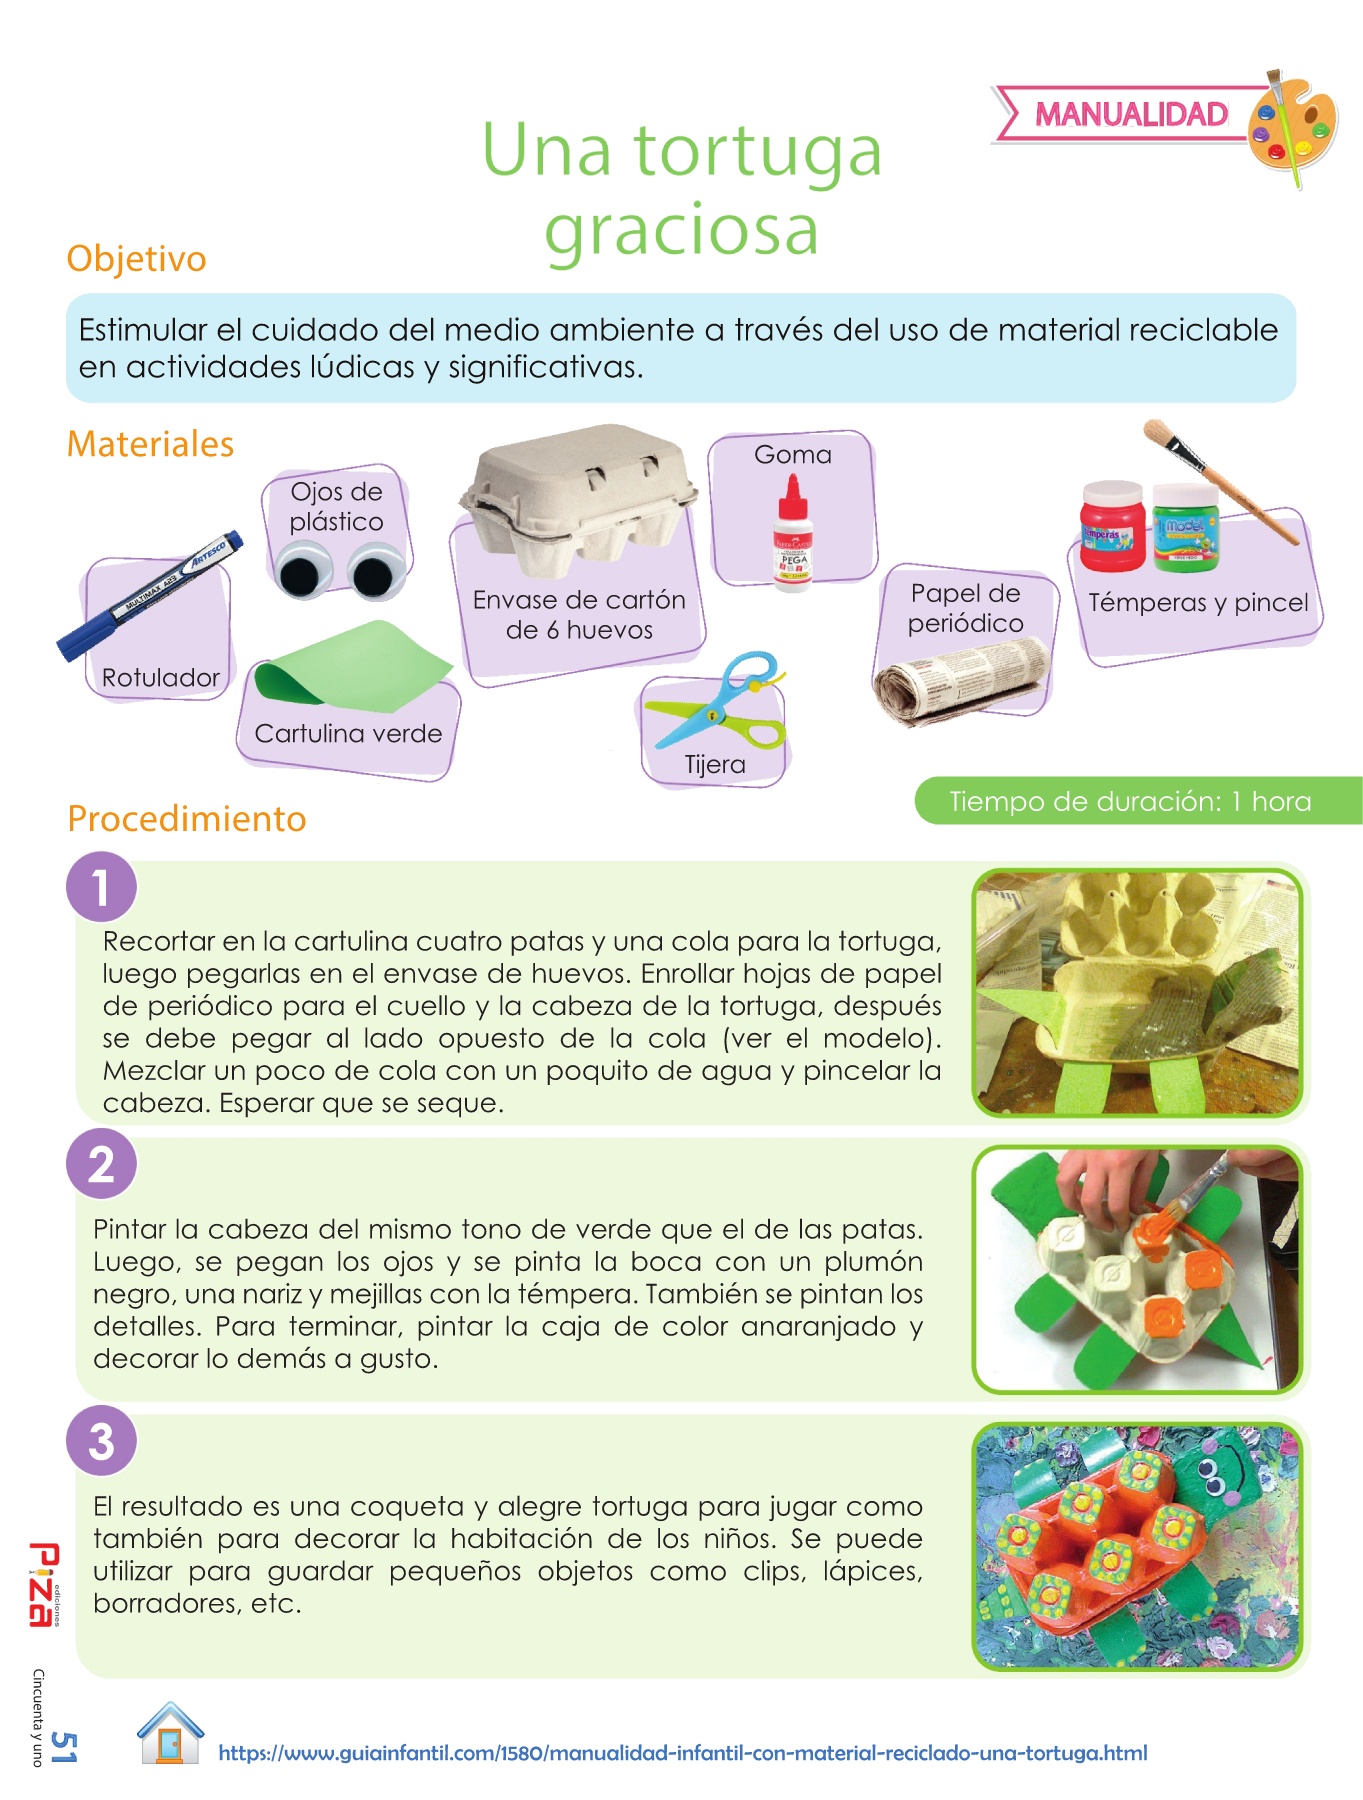 MANUALIDAD
Una tortuga
graciosa
Objetivo
Estimular el cuidado del medio ambiente a través del uso de material reciclable
en actividades lúdicas y significativas.
Materiales
Rotulador
ARTESCO
MULTIMAX A23
Ojos de
plástico
Cartulina verde
Envase de cartón
de 6 huevos
Goma
FABER-CASTELL
PEGA
Tijera
Papel de
periódico
Témperas y pincel
Témperas
Model
Tiempo de duración: 1 hora
Procedimiento
1
Recortar en la cartulina cuatro patas y una cola para la tortuga,
luego pegarlas en el envase de huevos. Enrollar hojas de papel
de periódico para el cuello y la cabeza de la tortuga, después
se debe pegar al lado opuesto de la cola (ver el modelo).
Mezclar un poco de cola con un poquito de agua y pincelar la
cabeza. Esperar que se seque.
2
Pintar la cabeza del mismo tono de verde que el de las patas.
Luego, se pegan los ojos y se pinta la boca con un plumón
negro, una nariz y mejillas con la témpera. También se pintan los
detalles. Para terminar, pintar la caja de color anaranjado y
decorar lo demás a gusto.
3
El resultado es una coqueta y alegre tortuga para jugar como
también para decorar la habitación de los niños. Se puede
utilizar para guardar pequeños objetos como clips, lápices,
borradores, etc.
Piza
ediciones
Cincuenta y uno
51
https://www.guiainfantil.com/1580/manualidad-infantil-con-material-reciclado-una-tortuga.html